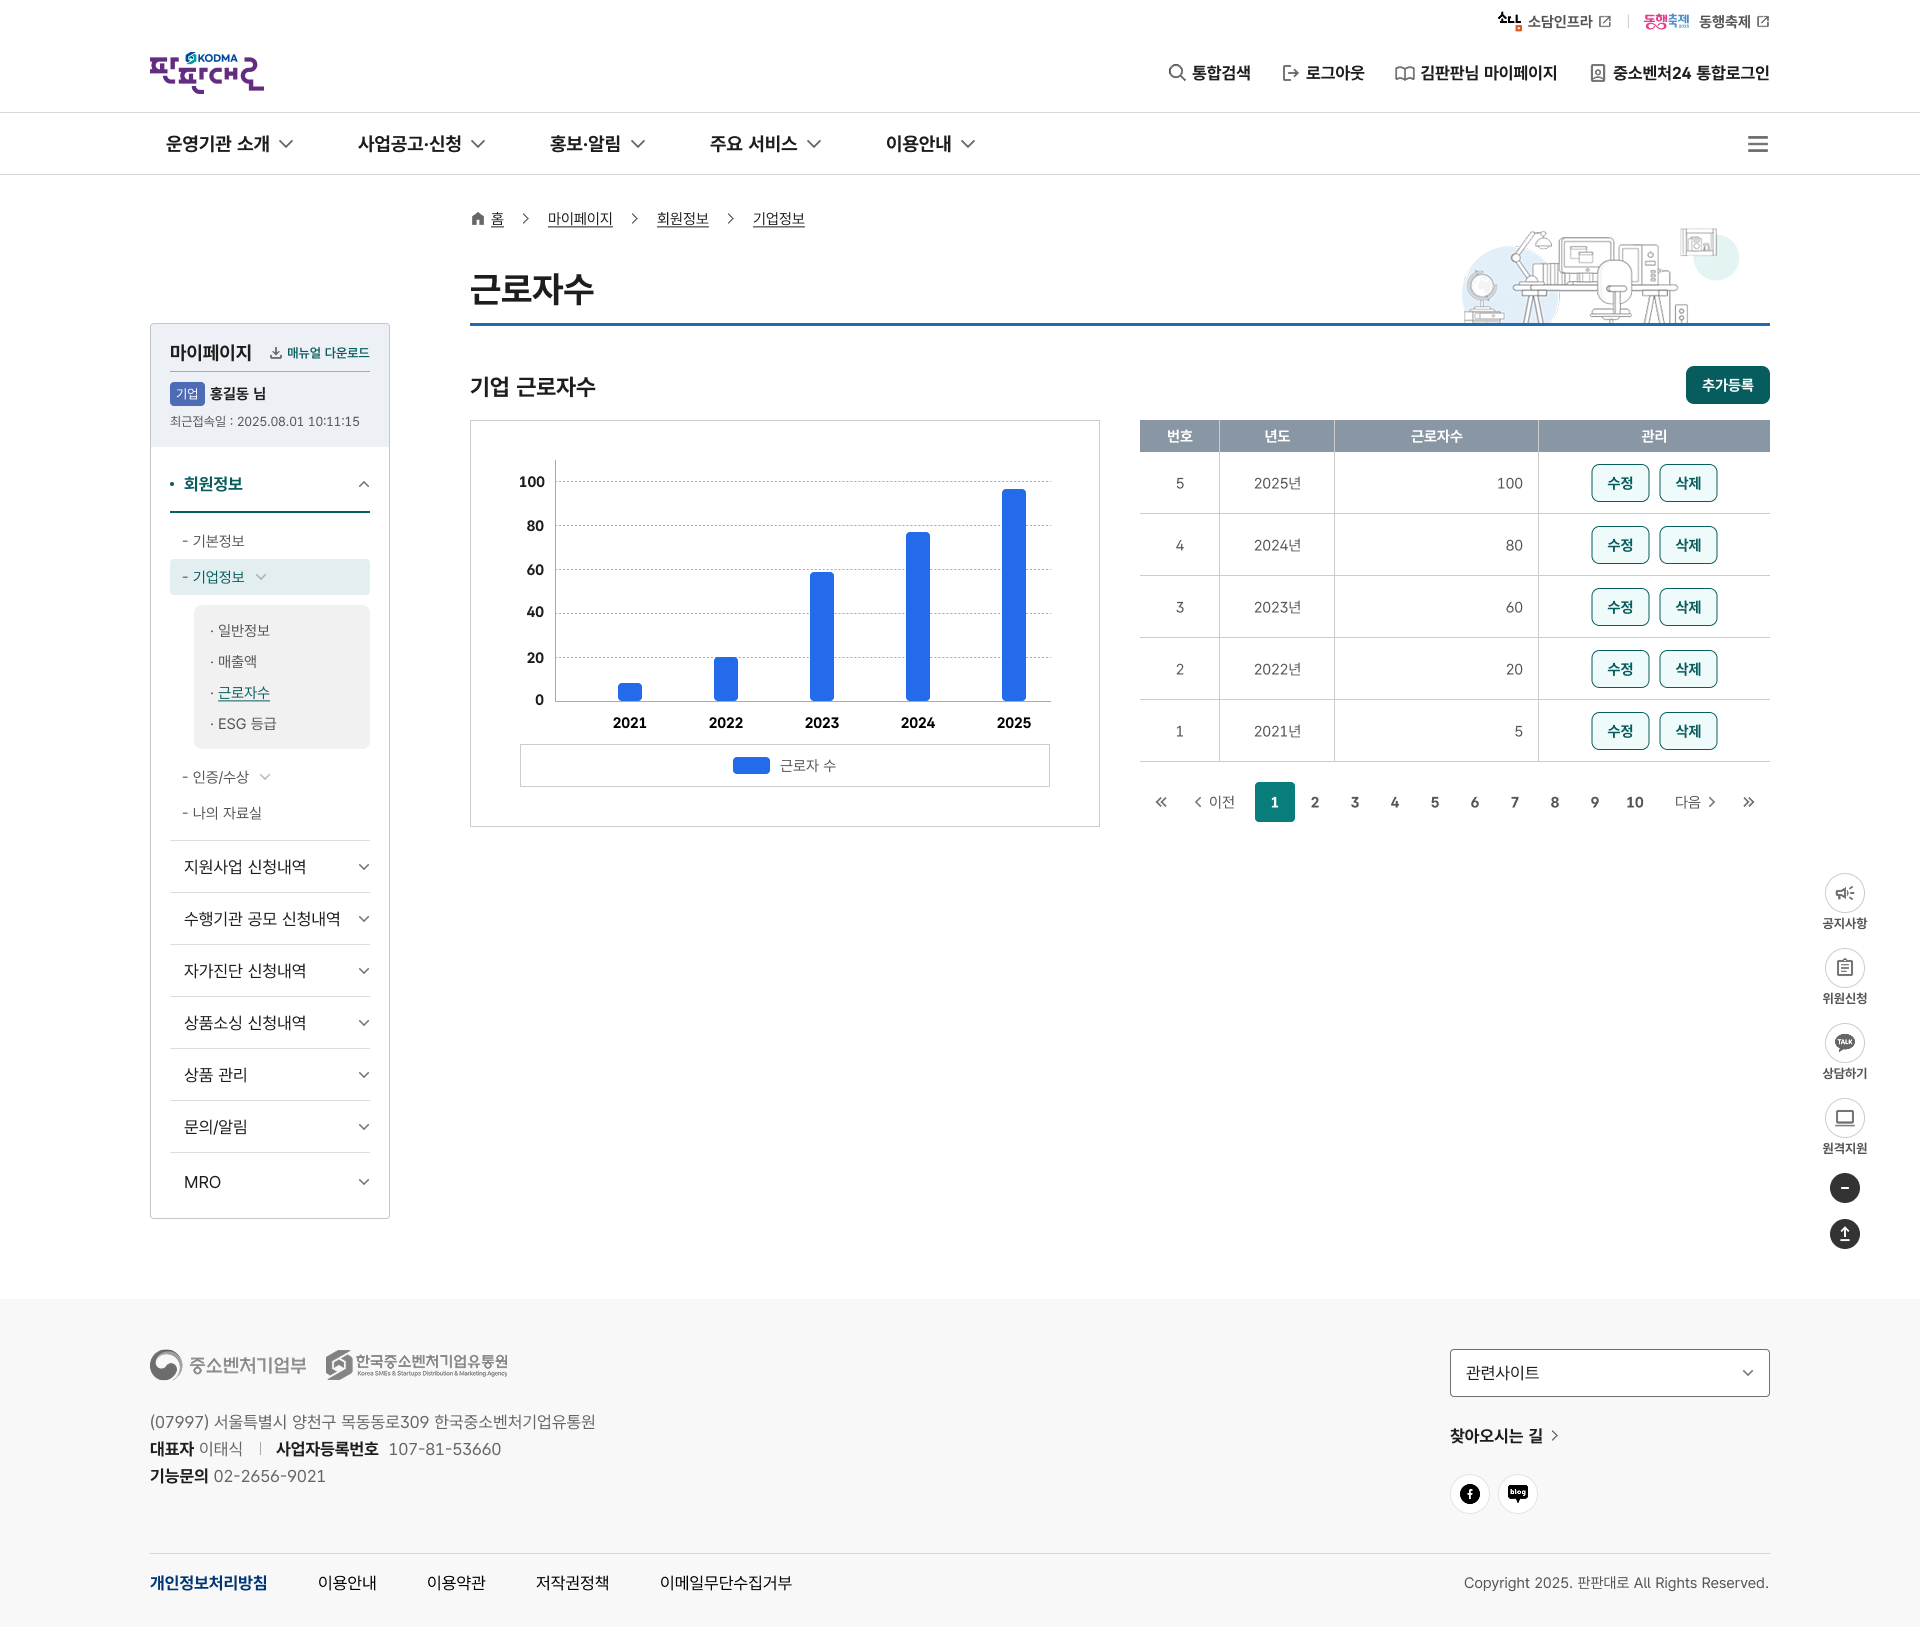 소담인프라
동행축제 2025 동행축제
KODMA 판판대로
통합검색 로그아웃 김판판님 마이페이지 중소벤처24 통합로그인
운영기관 소개 사업공고·신청 홍보·알림 주요 서비스 이용안내
홈 마이페이지 회원정보 기업정보
근로자수
마이페이지 매뉴얼 다운로드
기업 홍길동 님
최근접속일 : 2025.08.01 10:11:15
• 회원정보
- 기본정보
- 기업정보
· 일반정보
· 매출액
· 근로자수
· ESG 등급
- 인증/수상
- 나의 자료실
지원사업 신청내역
수행기관 공모 신청내역
자가진단 신청내역
상품소싱 신청내역
상품 관리
문의/알림
MRO
기업 근로자수
추가등록
100
80
60
40
20
0
2021 2022 2023 2024 2025
근로자 수
번호 년도 근로자수 관리
5 2025년 100 수정 삭제
4 2024년 80 수정 삭제
3 2023년 60 수정 삭제
2 2022년 20 수정 삭제
1 2021년 5 수정 삭제
이전 1 2 3 4 5 6 7 8 9 10 다음
공지사항
위원신청
TALK
상담하기
원격지원
중소벤처기업부 한국중소벤처기업유통원
Korea SMEs & Startups Distribution & Marketing Agency
(07997) 서울특별시 양천구 목동동로309 한국중소벤처기업유통원
대표자 이태식 사업자등록번호 107-81-53660
기능문의 02-2656-9021
관련사이트
찾아오시는 길
blog
개인정보처리방침 이용안내 이용약관 저작권정책 이메일무단수집거부
Copyright 2025. 판판대로 All Rights Reserved.